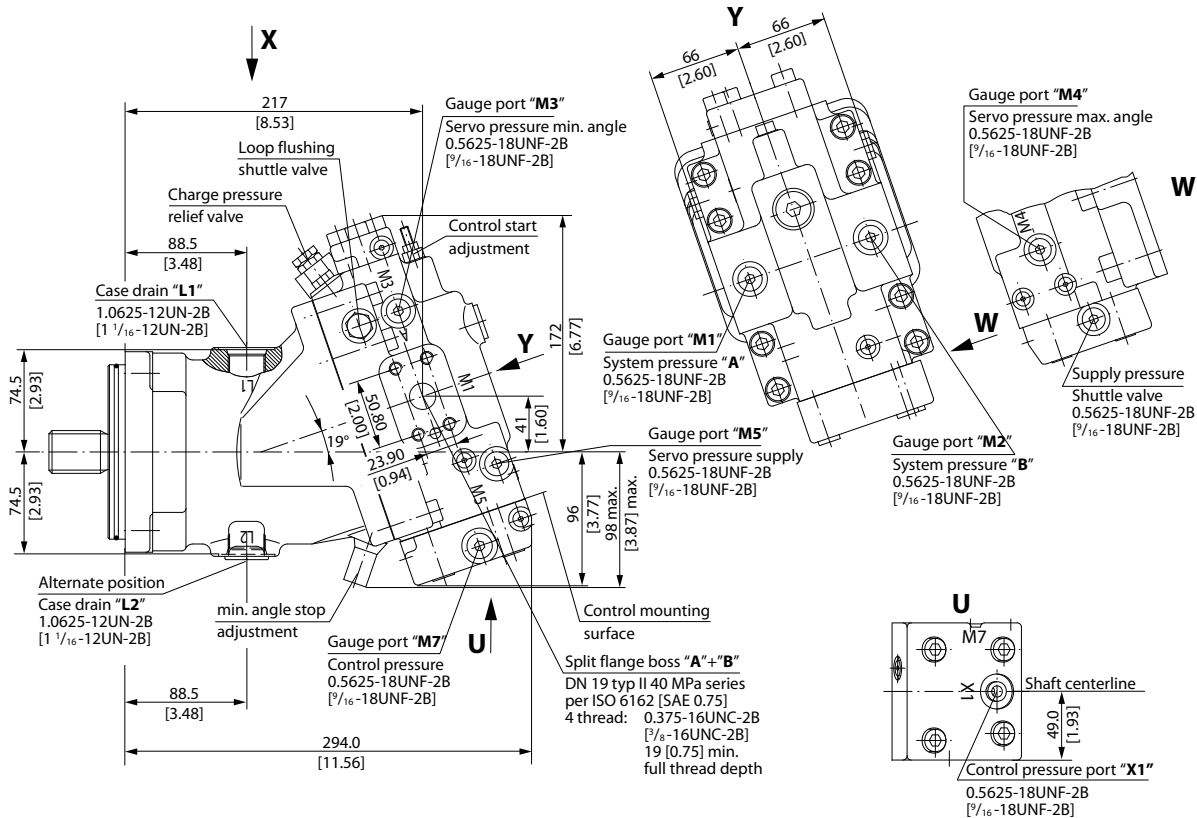 X
217
[8.53]
Gauge port “M3”
Servo pressure min. angle
0.5625-18UNF-2B
[9/16-18UNF-2B]
Loop flushing
shuttle valve
Charge pressure
relief valve
Control start
adjustment
88.5
[3.48]
Case drain “L1”
1.0625-12UN-2B
[1 1/16-12UN-2B]
L1
M3
M1
172
[6.77]
Y
74.5
[2.93]
74.5
[2.93]
50.80
[2.00]
19°
23.90
[0.94]
41
[1.60]
M5
L2
96
[3.77]
98 max.
[3.87] max.
Gauge port “M5”
Servo pressure supply
0.5625-18UNF-2B
[9/16-18UNF-2B]
Alternate position
Case drain “L2”
1.0625-12UN-2B
[1 1/16-12UN-2B]
min. angle stop
adjustment
Gauge port “M7”
Control pressure
0.5625-18UNF-2B
[9/16-18UNF-2B]
U
Control mounting
surface
Split flange boss “A”+”B”
DN 19 typ II 40 MPa series
per ISO 6162 [SAE 0.75]
4 thread: 0.375-16UNC-2B
[3/8-16UNC-2B]
19 [0.75] min.
full thread depth
88.5
[3.48]
294.0
[11.56]
Y
66
[2.60]
66
[2.60]
Gauge port “M1”
System pressure “A”
0.5625-18UNF-2B
[9/16-18UNF-2B]
W
Gauge port “M2”
System pressure “B”
0.5625-18UNF-2B
[9/16-18UNF-2B]
Gauge port “M4”
Servo pressure max. angle
0.5625-18UNF-2B
[9/16-18UNF-2B]
W
M4
Supply pressure
Shuttle valve
0.5625-18UNF-2B
[9/16-18UNF-2B]
U
M7
X1
Shaft centerline
49.0
[1.93]
Control pressure port “X1”
0.5625-18UNF-2B
[9/16-18UNF-2B]